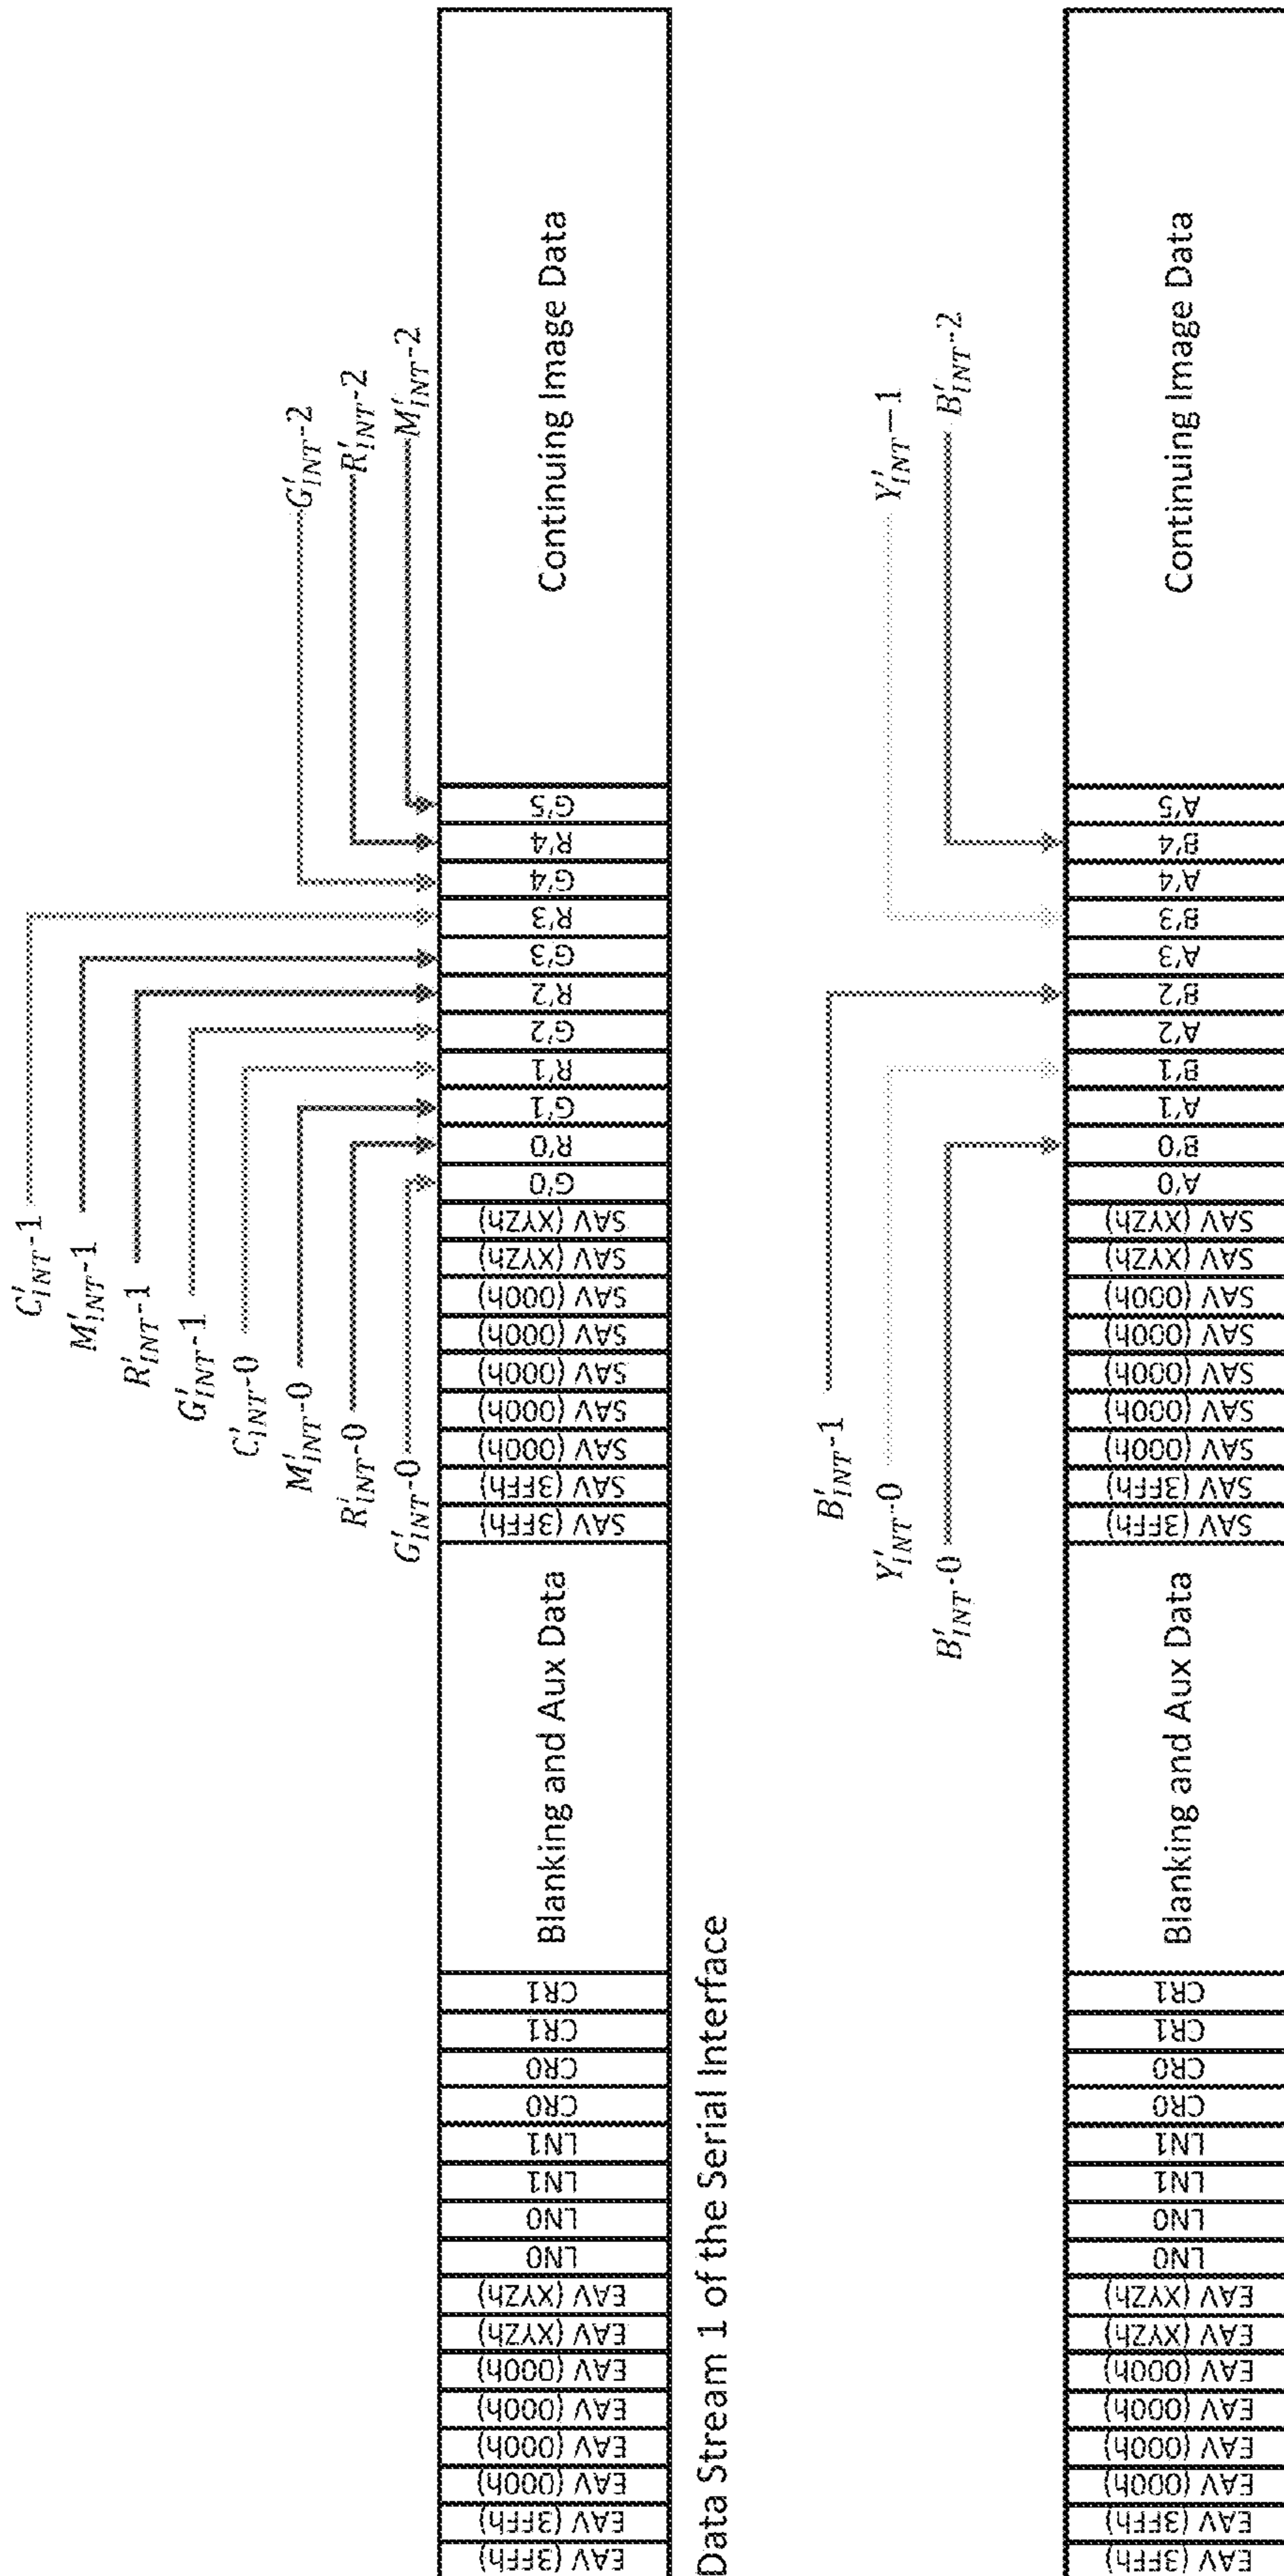 C'INT-1
M'INT-1
R'INT-1
G'INT-1
C'INT-0
M'INT-0
R'INT-0
G'INT-0
G'INT-2
R'INT-2
M'INT-2
EAV (3FFh)
EAV (3FFh)
EAV (000h)
EAV (000h)
EAV (000h)
EAV (000h)
EAV (XYZh)
EAV (XYZh)
LN0
LN0
LN1
LN1
CR0
CR0
CR1
CR1
Blanking and Aux Data
SAV (3FFh)
SAV (3FFh)
SAV (000h)
SAV (000h)
SAV (000h)
SAV (000h)
SAV (000h)
SAV (XYZh)
SAV (XYZh)
G'0
R'0
G'1
R'1
G'2
R'2
G'3
R'3
G'4
R'4
G'5
Continuing Image Data
Data Stream 1 of the Serial Interface
B'INT-1
Y'INT-0
B'INT-0
Y'INT-1
B'INT-2
EAV (3FFh)
EAV (3FFh)
EAV (000h)
EAV (000h)
EAV (000h)
EAV (000h)
EAV (XYZh)
EAV (XYZh)
LN0
LN0
LN1
LN1
CR0
CR0
CR1
CR1
Blanking and Aux Data
SAV (3FFh)
SAV (3FFh)
SAV (000h)
SAV (000h)
SAV (000h)
SAV (000h)
SAV (000h)
SAV (XYZh)
SAV (XYZh)
A'0
B'0
A'1
B'1
A'2
B'2
A'3
B'3
A'4
B'4
A'5
Continuing Image Data